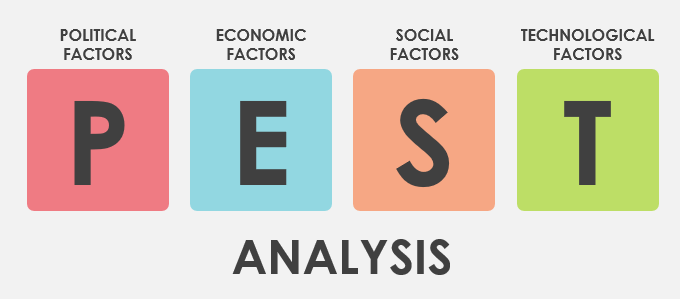 POLITICAL
FACTORS
ECONOMIC
FACTORS
SOCIAL
FACTORS
TECHNOLOGICAL
FACTORS
P
E
S
T
ANALYSIS